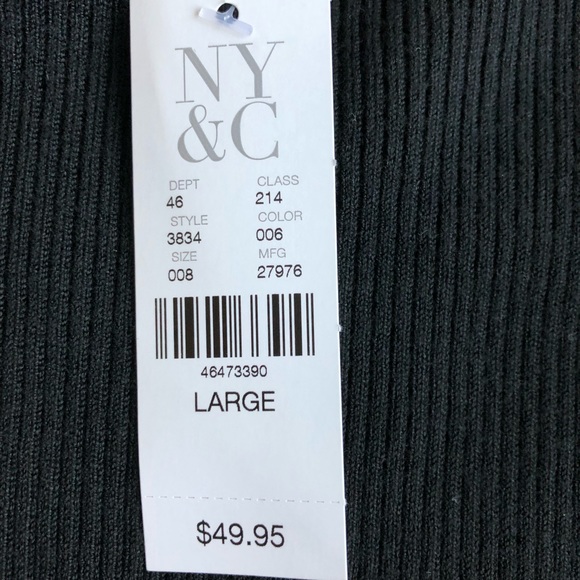 NY
&C
DEPT CLASS
46 214
STYLE COLOR
3834 006
SIZE MFG
008 27976
46473390
LARGE
$49.95